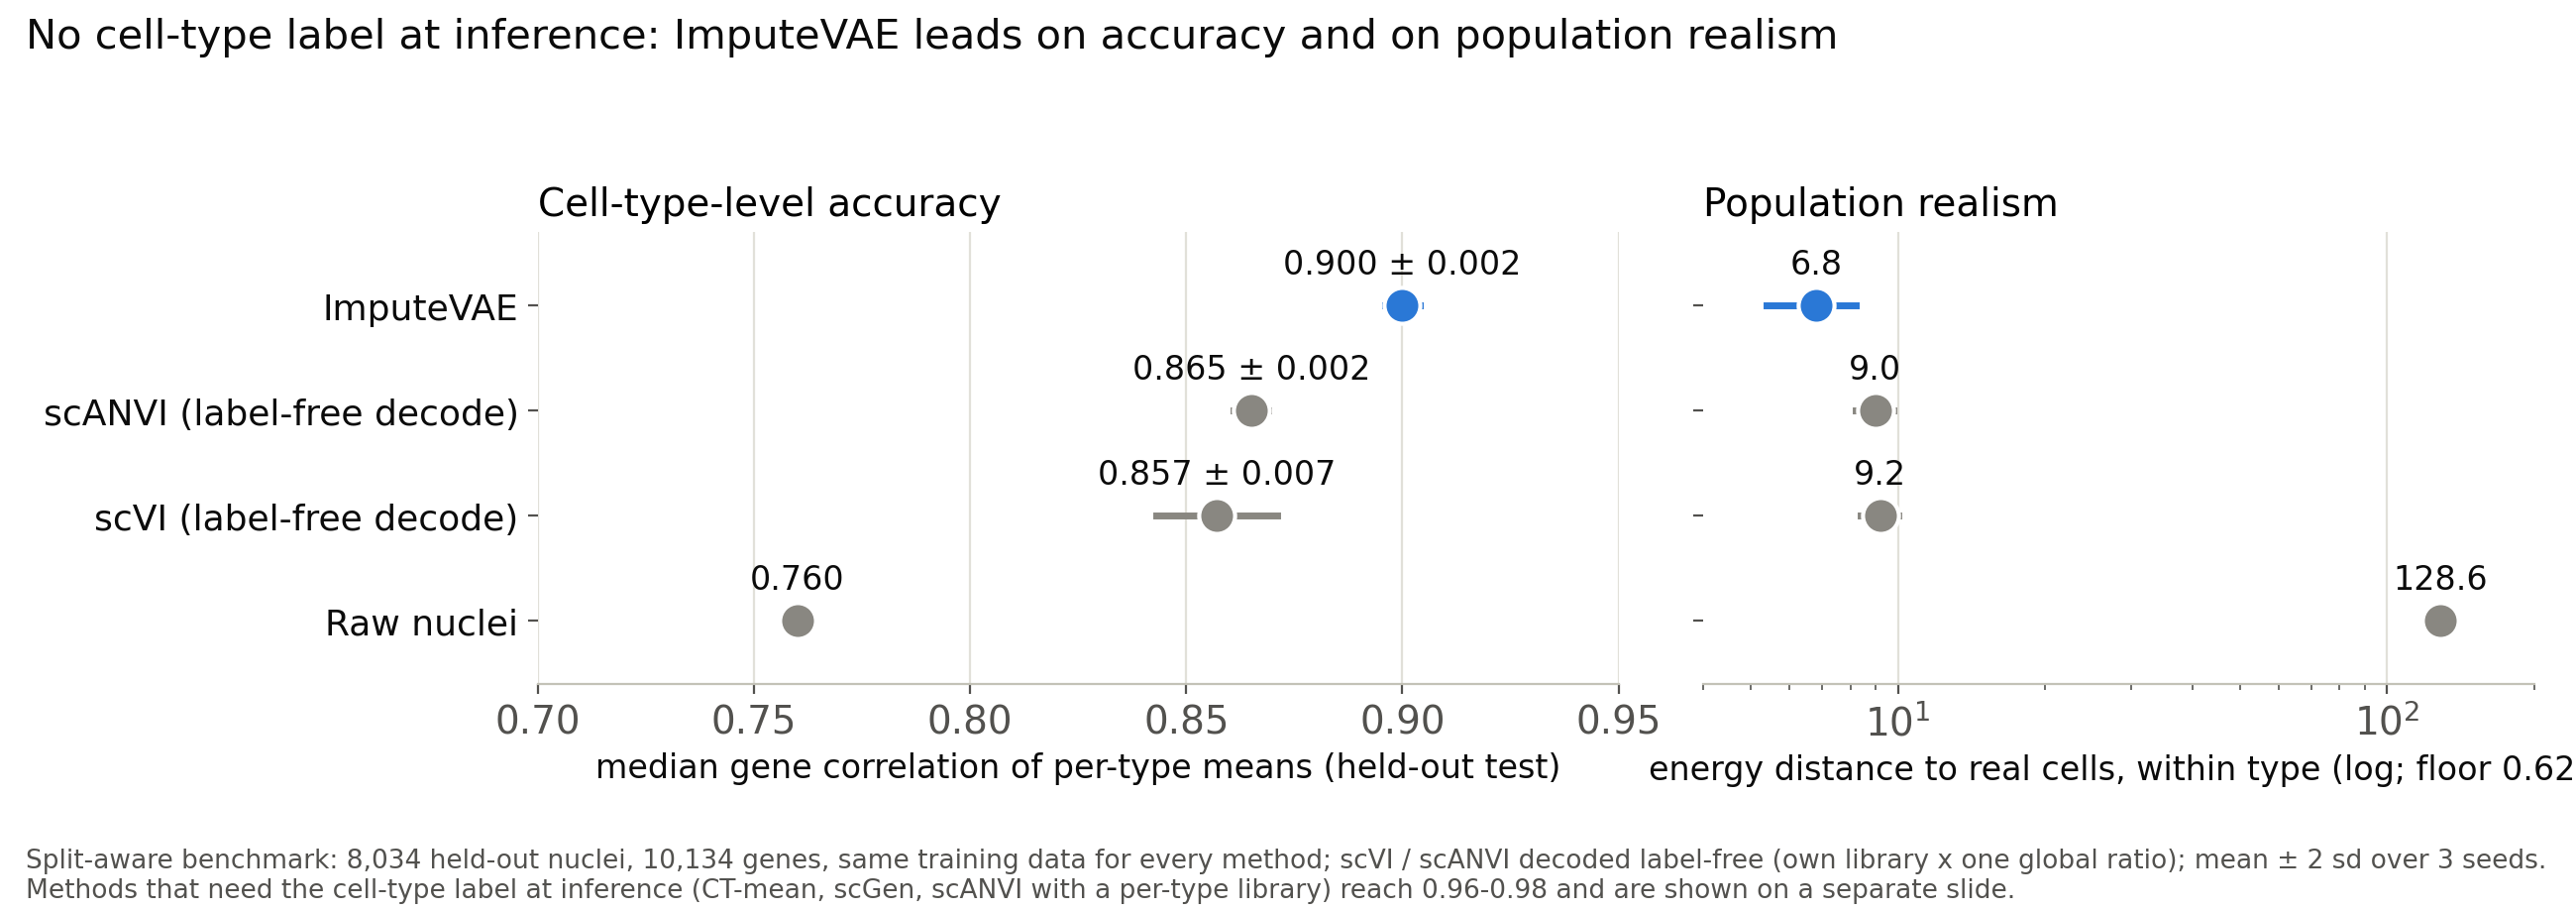 No cell-type label at inference: ImputeVAE leads on accuracy and on population realism
Cell-type-level accuracy
Population realism
ImputeVAE
0.900 ± 0.002
6.8
scANVI (label-free decode)
0.865 ± 0.002
9.0
scVI (label-free decode)
0.857 ± 0.007
9.2
Raw nuclei
0.760
128.6
0.70 0.75 0.80 0.85 0.90 0.95
10¹ 10²
median gene correlation of per-type means (held-out test)
energy distance to real cells, within type (log; floor 0.62
Split-aware benchmark: 8,034 held-out nuclei, 10,134 genes, same training data for every method; scVI / scANVI decoded label-free (own library x one global ratio); mean ± 2 sd over 3 seeds.
Methods that need the cell-type label at inference (CT-mean, scGen, scANVI with a per-type library) reach 0.96-0.98 and are shown on a separate slide.